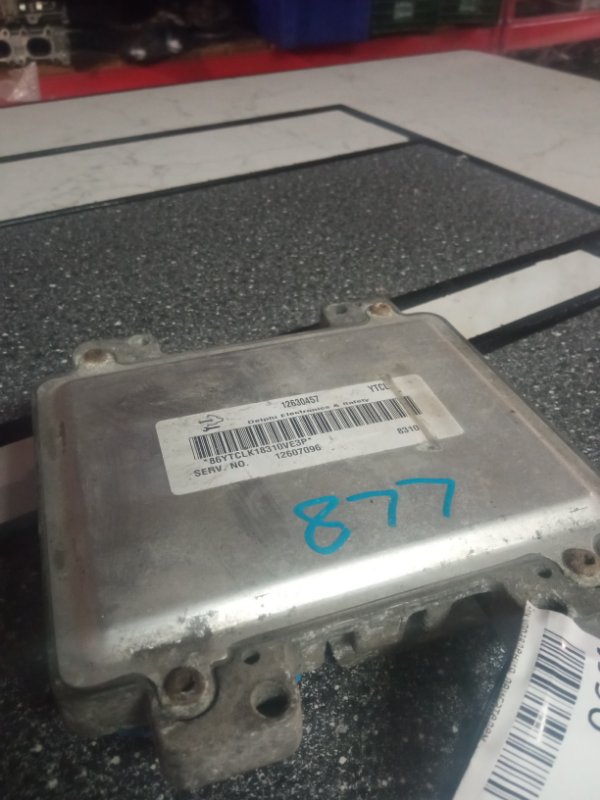 12630457 YTCL
Delphi Electronics & Safety
*86YTCLK18310VE3P* 8310
SERV. NO. 12607096
877